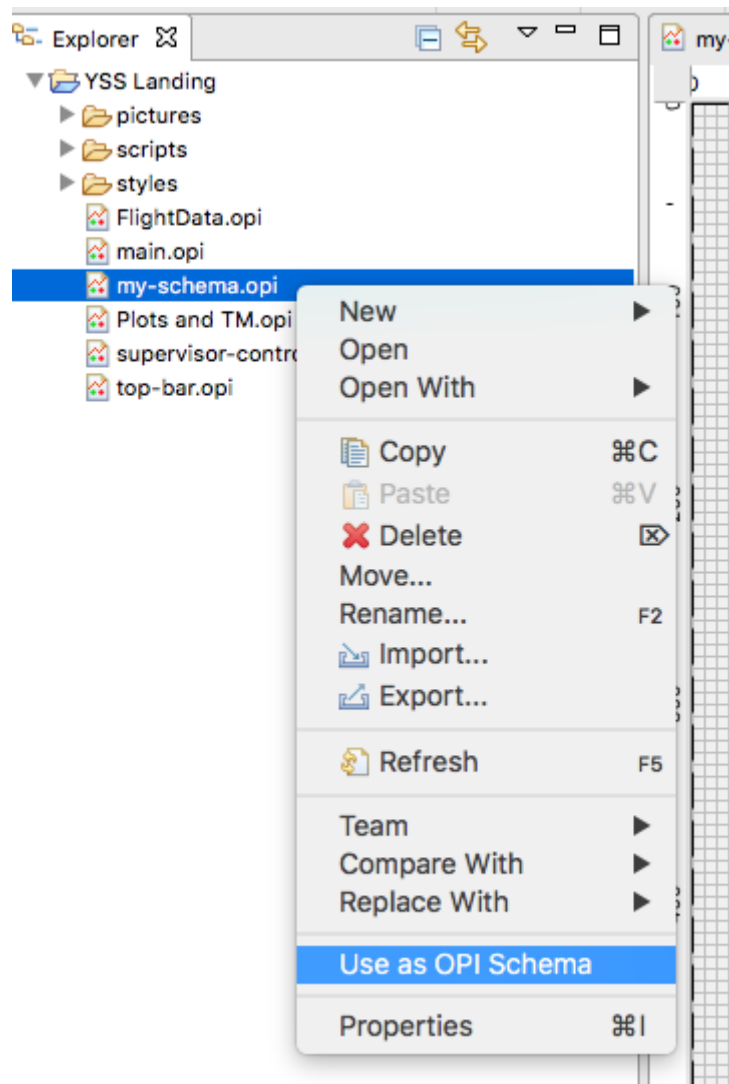 Explorer
my-
YSS Landing
pictures
scripts
styles
FlightData.opi
main.opi
my-schema.opi
Plots and TM.opi
supervisor-contro
top-bar.opi
New
Open
Open With
Copy ⌘C
Paste ⌘V
Delete ⌦
Move...
Rename... F2
Import...
Export...
Refresh F5
Team
Compare With
Replace With
Use as OPI Schema
Properties ⌘I